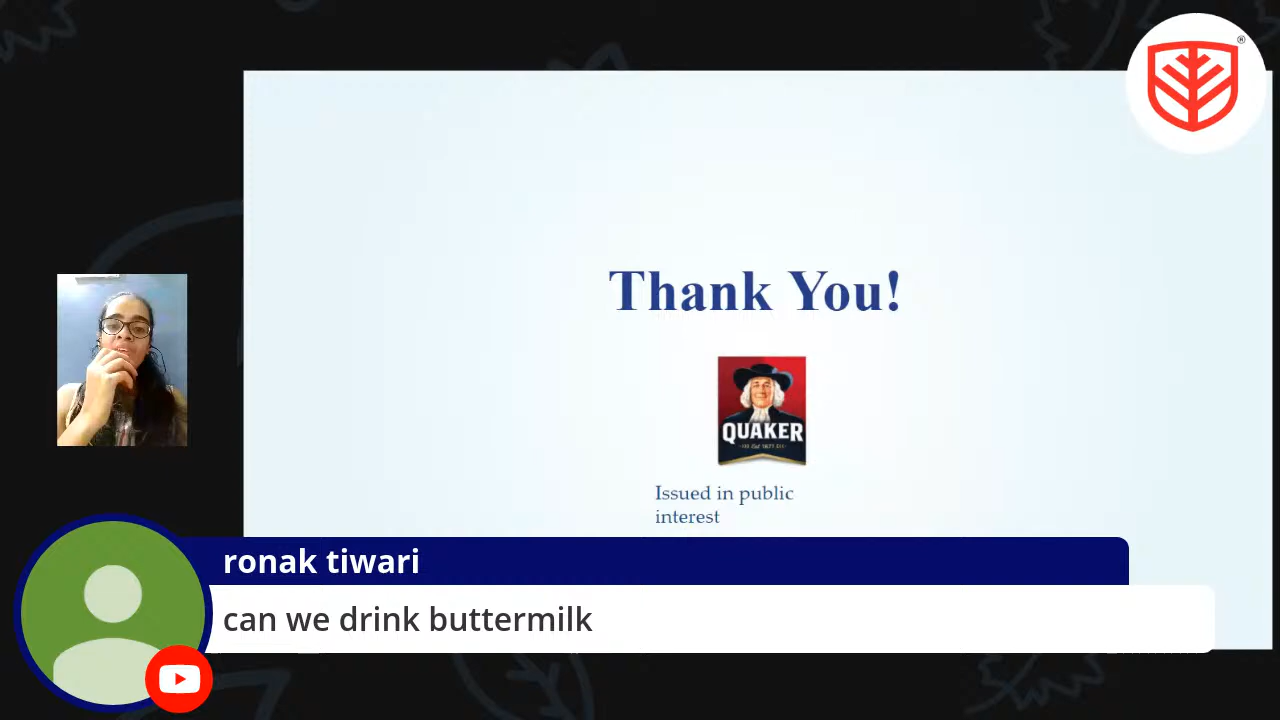 ®
Thank You!
QUAKER
Issued in public
interest
ronak tiwari
can we drink buttermilk